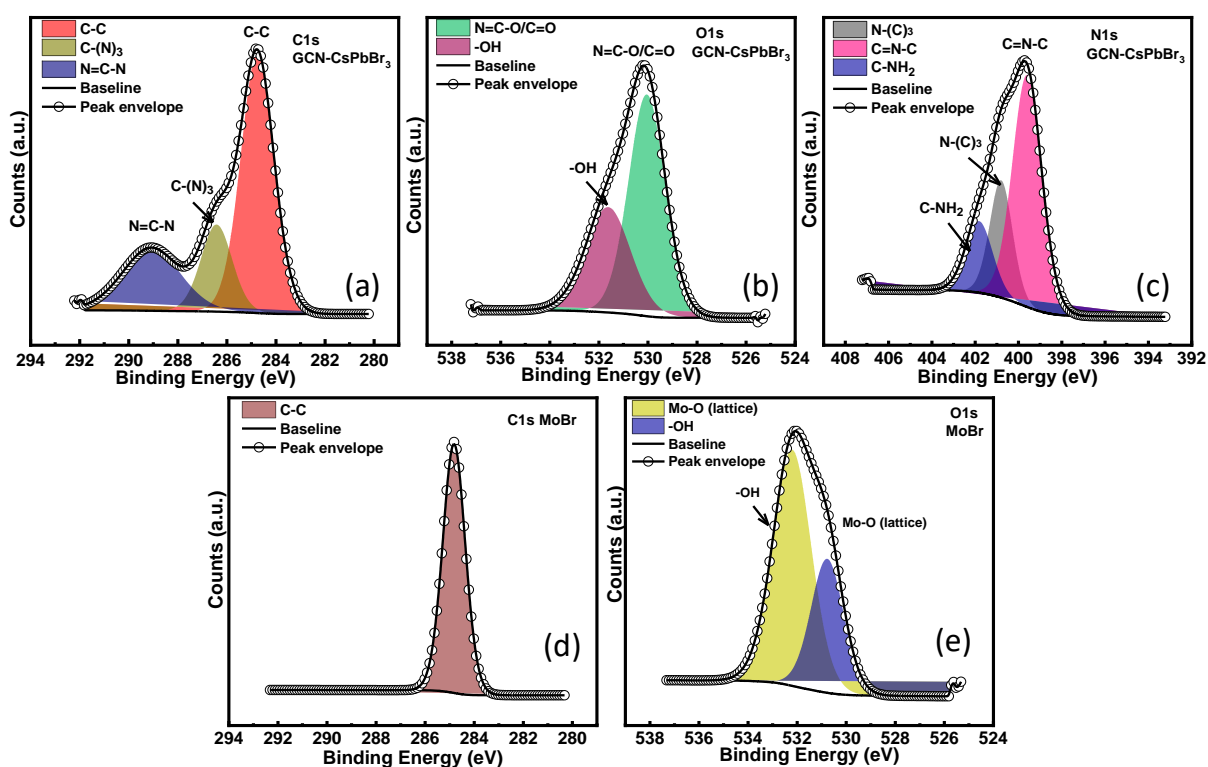 C-C
C-(N)₃
N=C-N
Baseline
Peak envelope
C-C
C1s
GCN-CsPbBr₃
C-(N)₃
N=C-N
(a)
Counts (a.u.)
294 292 290 288 286 284 282 280
Binding Energy (eV)
N=C-O/C=O
-OH
Baseline
Peak envelope
N=C-O/C=O
O1s
GCN-CsPbBr₃
-OH
(b)
Counts (a.u.)
538 536 534 532 530 528 526 524
Binding Energy (eV)
N-(C)₃
C=N-C
C-NH₂
Baseline
Peak envelope
C=N-C
N1s
GCN-CsPbBr₃
N-(C)₃
C-NH₂
(c)
Counts (a.u.)
408 406 404 402 400 398 396 394 392
Binding Energy (eV)
C-C
Baseline
Peak envelope
C1s MoBr
(d)
Counts (a.u.)
294 292 290 288 286 284 282 280
Binding Energy (eV)
Mo-O (lattice)
-OH
Baseline
Peak envelope
O1s
MoBr
-OH
Mo-O (lattice)
(e)
Counts (a.u.)
538 536 534 532 530 528 526 524
Binding Energy (eV)